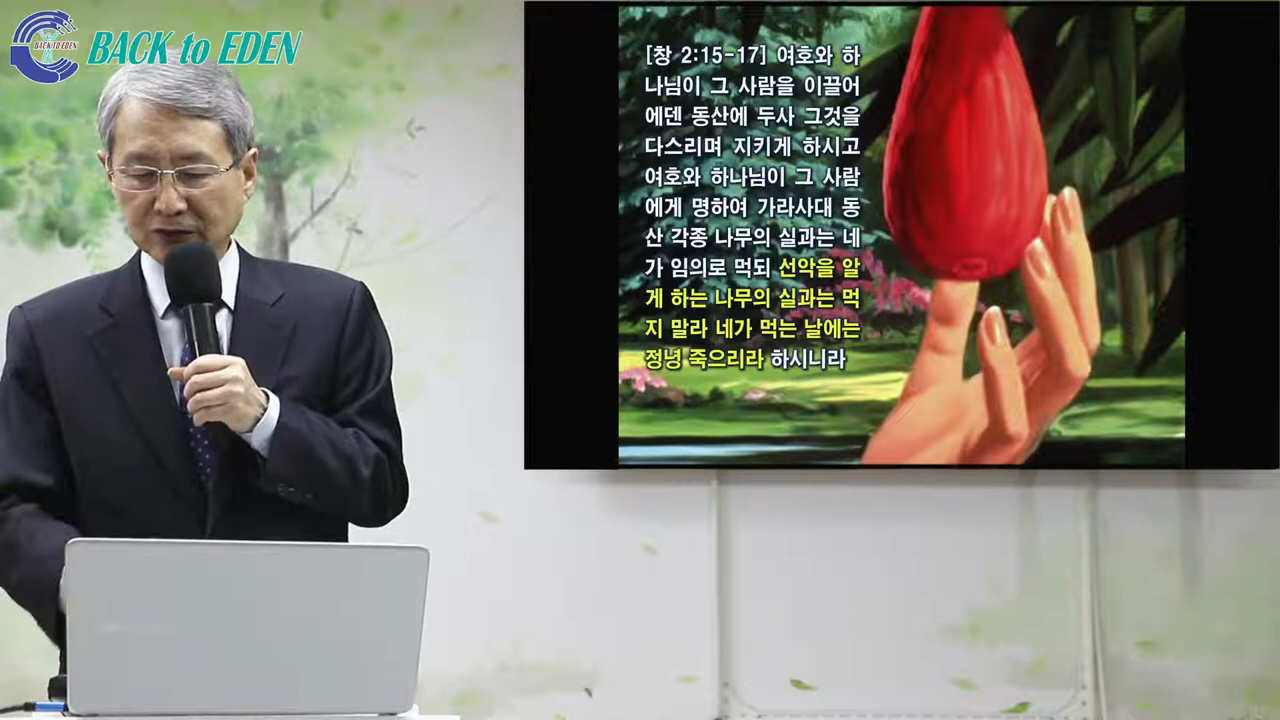 BACK TO EDEN
BACK to EDEN
[창 2:15-17] 여호와 하
나님이 그 사람을 이끌어
에덴 동산에 두사 그것을
다스리며 지키게 하시고
여호와 하나님이 그 사람
에게 명하여 가라사대 동
산 각종 나무의 실과는 네
가 임의로 먹되 선악을 알
게 하는 나무의 실과는 먹
지 말라 네가 먹는 날에는
정녕 죽으리라 하시니라